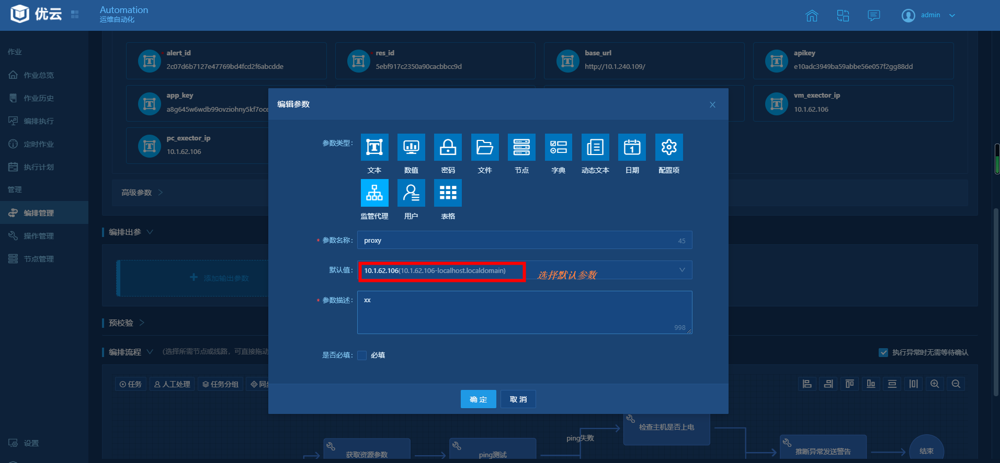 优云
Automation
运维自动化
admin
作业
作业总览
作业历史
编排执行
定时作业
执行计划
管理
编排管理
操作管理
节点管理
设置
* alert_id
2c07d6b7127e47769bd4fcd2f6abcdde
* res_id
5ebf917c2350a90cacbbcc9d
base_url
http://10.1.240.109/
apikey
e10adc3949ba59abbe56e057f2gg88dd
app_key
a8g645w6wdb99ovziohny5kf7oce
vm_exector_ip
10.1.62.106
pc_exector_ip
10.1.62.106
高级参数
编排出参
添加输出参数
预校验
编排流程
(选择所需节点或线路，可直接拖动
执行异常时无需等待确认
任务
人工处理
任务分组
编辑参数
参数类型:
文本
数值
密码
文件
节点
字典
动态文本
日期
配置项
监管代理
用户
表格
* 参数名称:
proxy
45
默认值:
10.1.62.106(10.1.62.106-localhost.localdomain)
选择默认参数
* 参数描述:
xx
998
是否必填:
必填
确 定
取 消
获取资源参数
ping测试
ping失败
检查主机是否上电
推断异常发送警告
结束